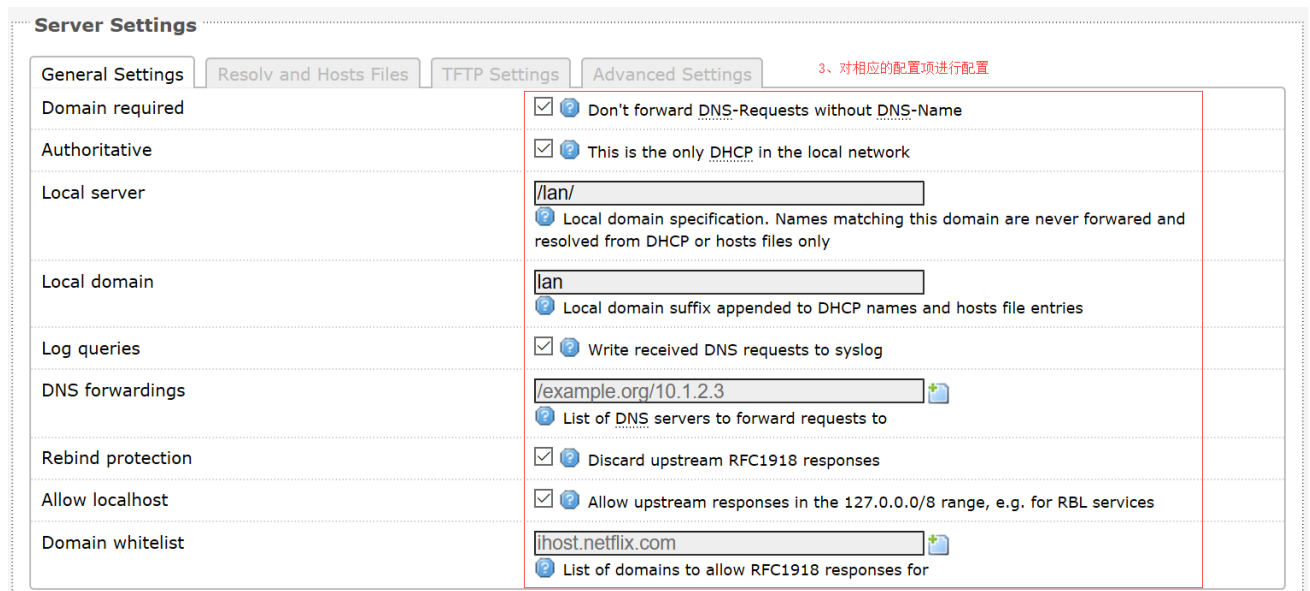 Server Settings
General Settings Resolv and Hosts Files TFTP Settings Advanced Settings 3、对相应的配置项进行配置
Domain required Don't forward DNS-Requests without DNS-Name
Authoritative This is the only DHCP in the local network
Local server /lan/
Local domain specification. Names matching this domain are never forwared and
resolved from DHCP or hosts files only
Local domain lan
Local domain suffix appended to DHCP names and hosts file entries
Log queries Write received DNS requests to syslog
DNS forwardings /example.org/10.1.2.3
List of DNS servers to forward requests to
Rebind protection Discard upstream RFC1918 responses
Allow localhost Allow upstream responses in the 127.0.0.0/8 range, e.g. for RBL services
Domain whitelist ihost.netflix.com
List of domains to allow RFC1918 responses for